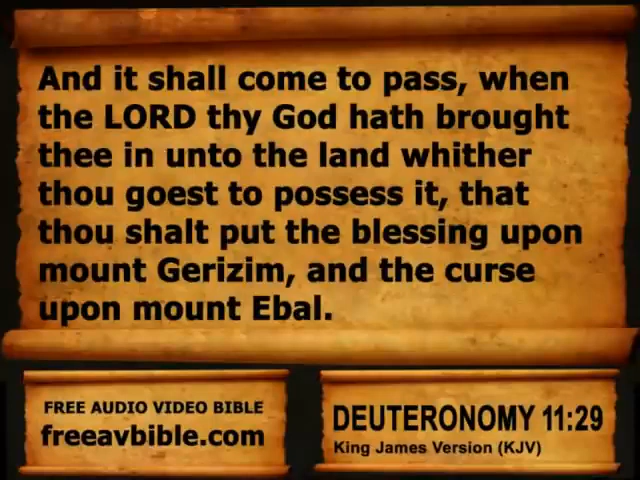 And it shall come to pass, when
the LORD thy God hath brought
thee in unto the land whither
thou goest to possess it, that
thou shalt put the blessing upon
mount Gerizim, and the curse
upon mount Ebal.
FREE AUDIO VIDEO BIBLE
freeavbible.com
DEUTERONOMY 11:29
King James Version (KJV)